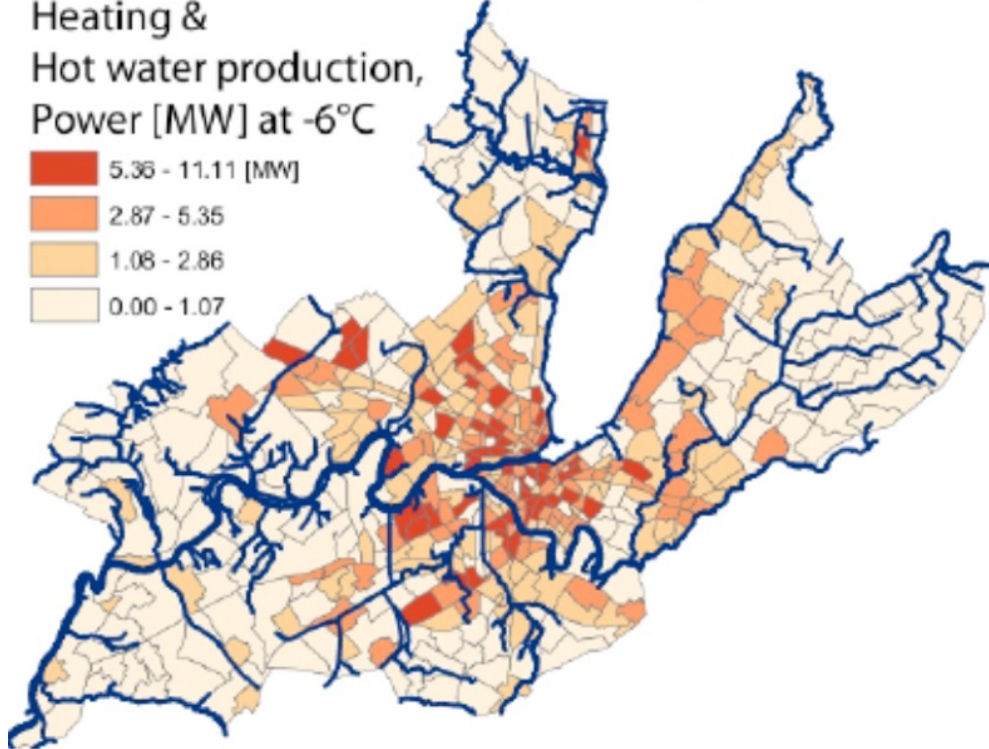 Heating &
Hot water production,
Power [MW] at -6°C
5.36 - 11.11 [MW]
2.87 - 5.35
1.08 - 2.86
0.00 - 1.07